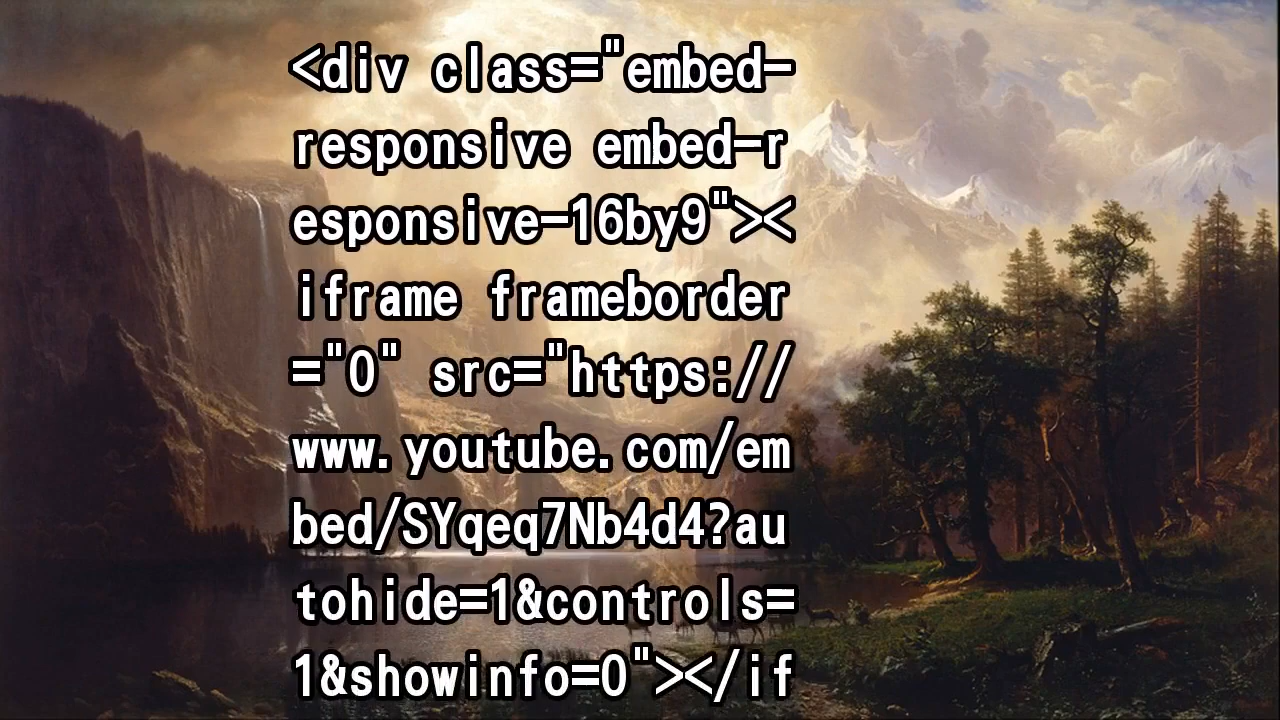 <div class="embed-
responsive embed-r
esponsive-16by9"><
iframe frameborder
="0" src="https://
www.youtube.com/em
bed/SYqeq7Nb4d4?au
tohide=1&controls=
1&showinfo=0"></if